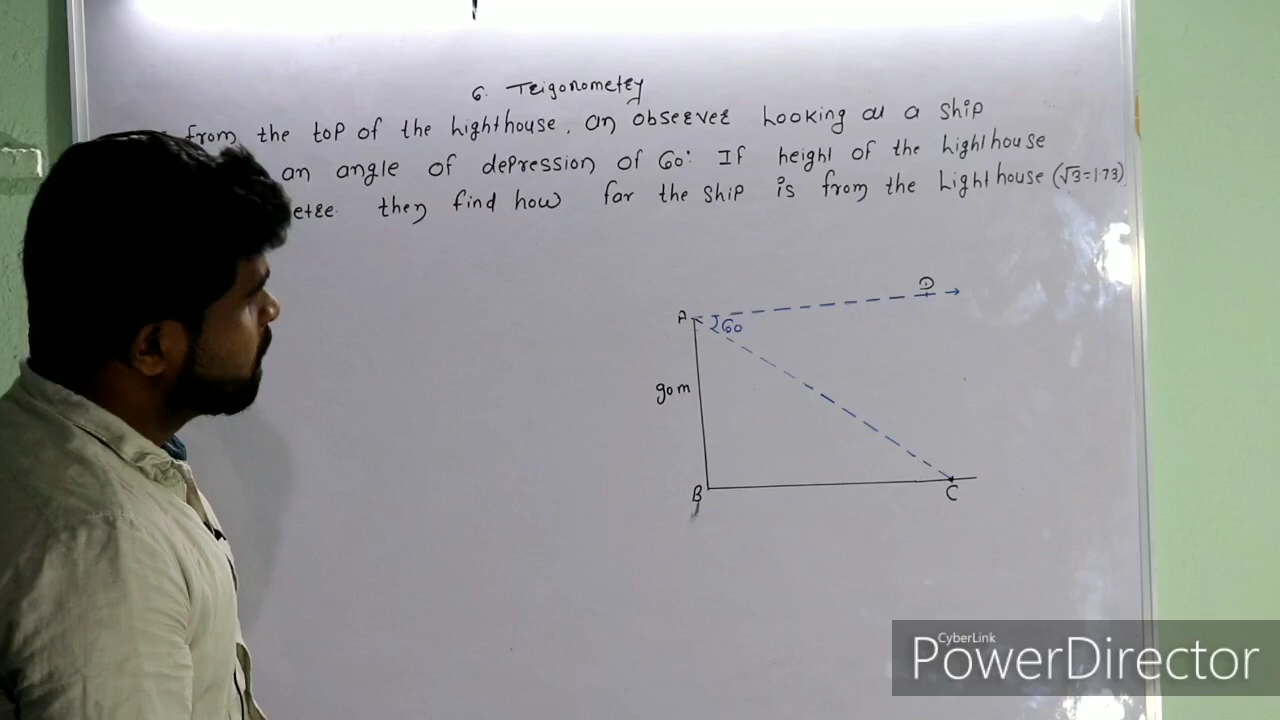 6. Trigonometry
from the top of the Lighthouse, an observer Looking at a ship
an angle of depression of 60°. If height of the Lighthouse
etre. then find how far the ship is from the Lighthouse (√3=1.73)
D
A 60
90m
B C
CyberLink
PowerDirector